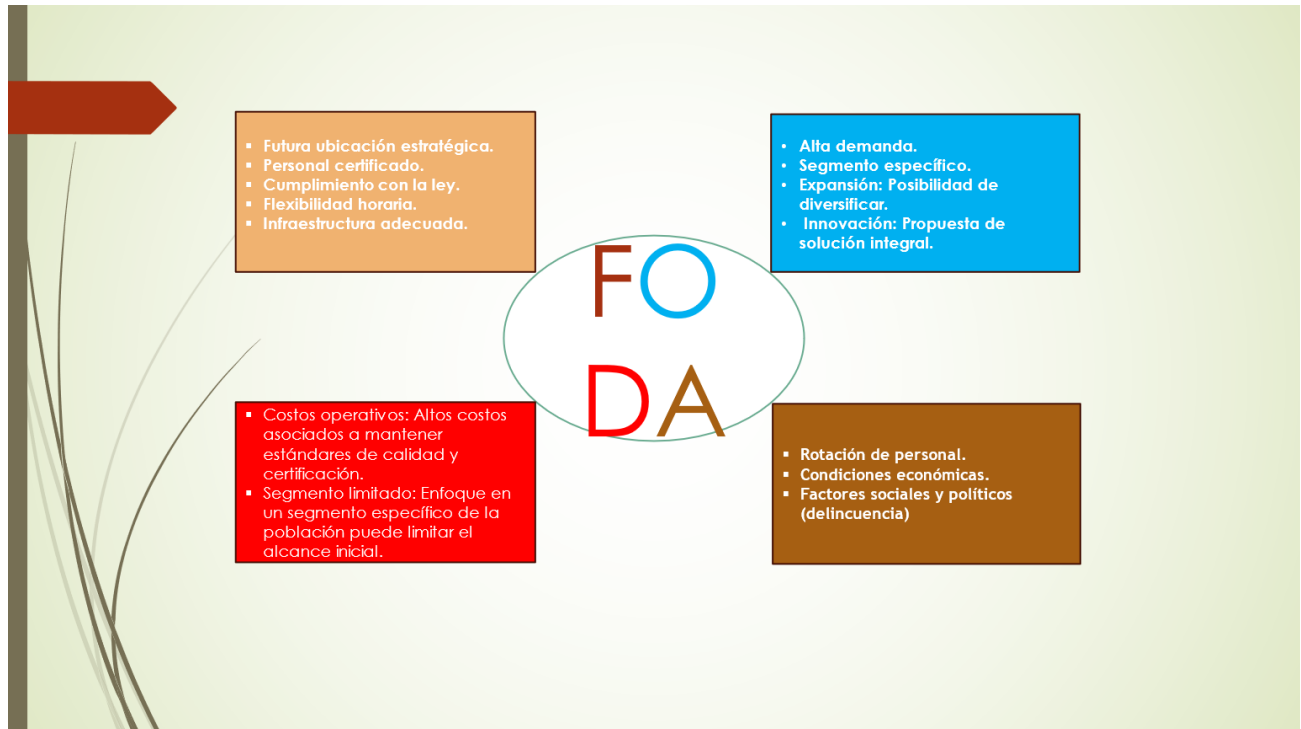 ▪ Futura ubicación estratégica.
▪ Personal certificado.
▪ Cumplimiento con la ley.
▪ Flexibilidad horaria.
▪ Infraestructura adecuada.
• Alta demanda.
• Segmento específico.
• Expansión: Posibilidad de
diversificar.
• Innovación: Propuesta de
solución integral.
FO
DA
▪ Costos operativos: Altos costos
asociados a mantener
estándares de calidad y
certificación.
▪ Segmento limitado: Enfoque en
un segmento específico de la
población puede limitar el
alcance inicial.
▪ Rotación de personal.
▪ Condiciones económicas.
▪ Factores sociales y políticos
(delincuencia)